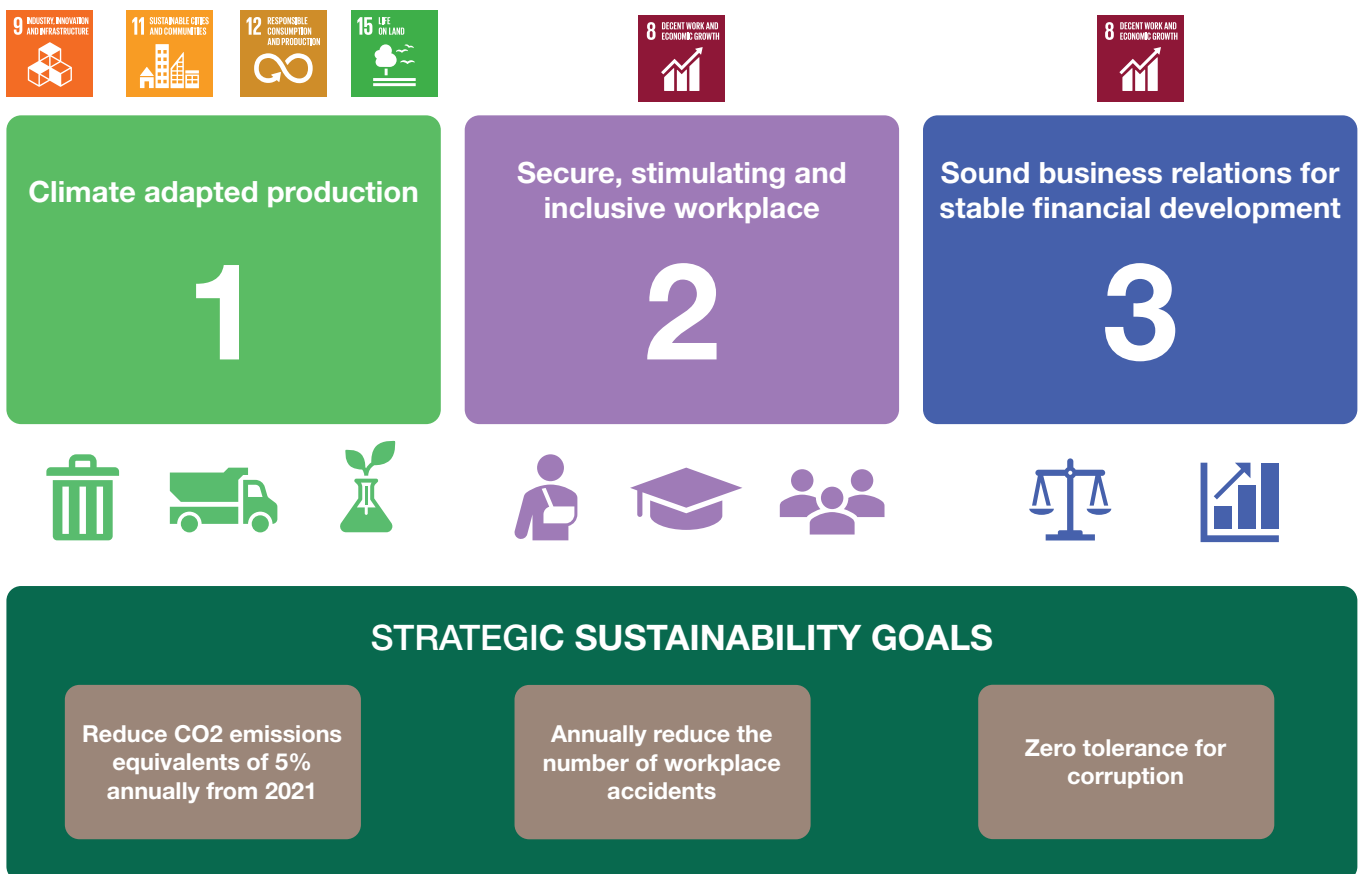 9 INDUSTRY, INNOVATION
AND INFRASTRUCTURE
11 SUSTAINABLE CITIES
AND COMMUNITIES
12 RESPONSIBLE
CONSUMPTION
AND PRODUCTION
15 LIFE
ON LAND
8 DECENT WORK AND
ECONOMIC GROWTH
8 DECENT WORK AND
ECONOMIC GROWTH
Climate adapted production
1
Secure, stimulating and
inclusive workplace
2
Sound business relations for
stable financial development
3
STRATEGIC SUSTAINABILITY GOALS
Reduce CO2 emissions
equivalents of 5%
annually from 2021
Annually reduce the
number of workplace
accidents
Zero tolerance for
corruption